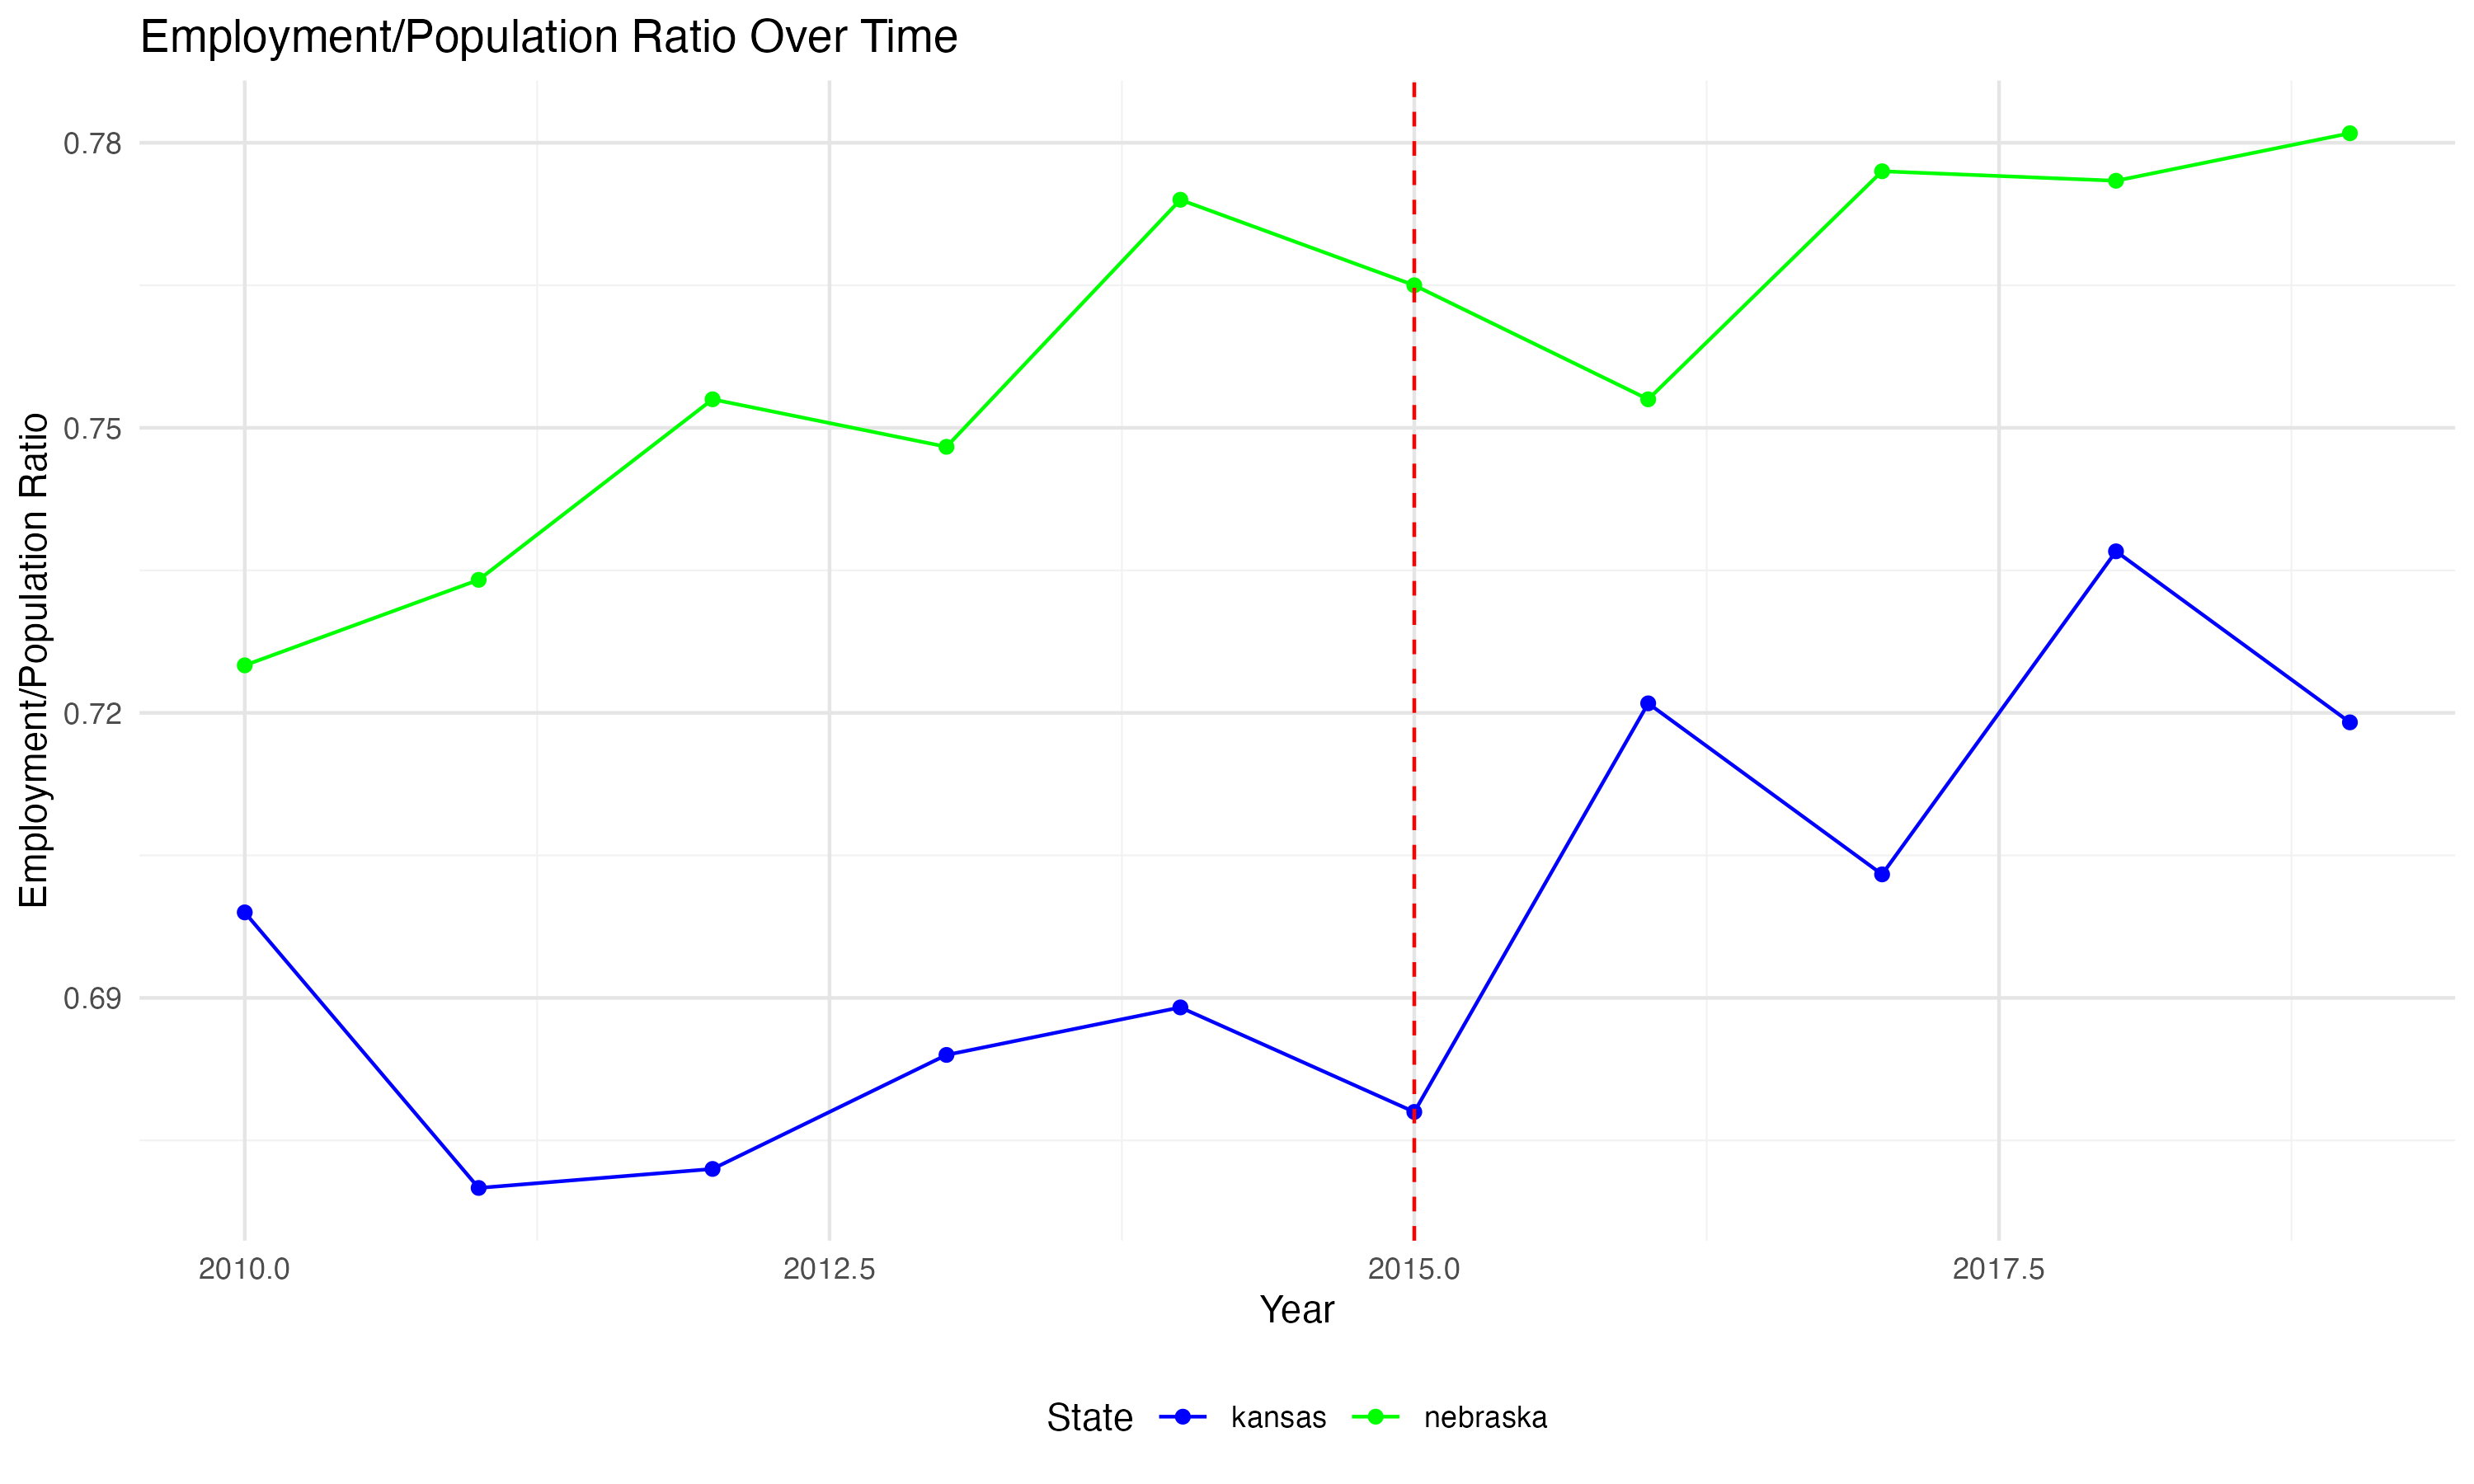 Employment/Population Ratio Over Time
Employment/Population Ratio
0.78
0.75
0.72
0.69
2010.0 2012.5 2015.0 2017.5
Year
State kansas nebraska